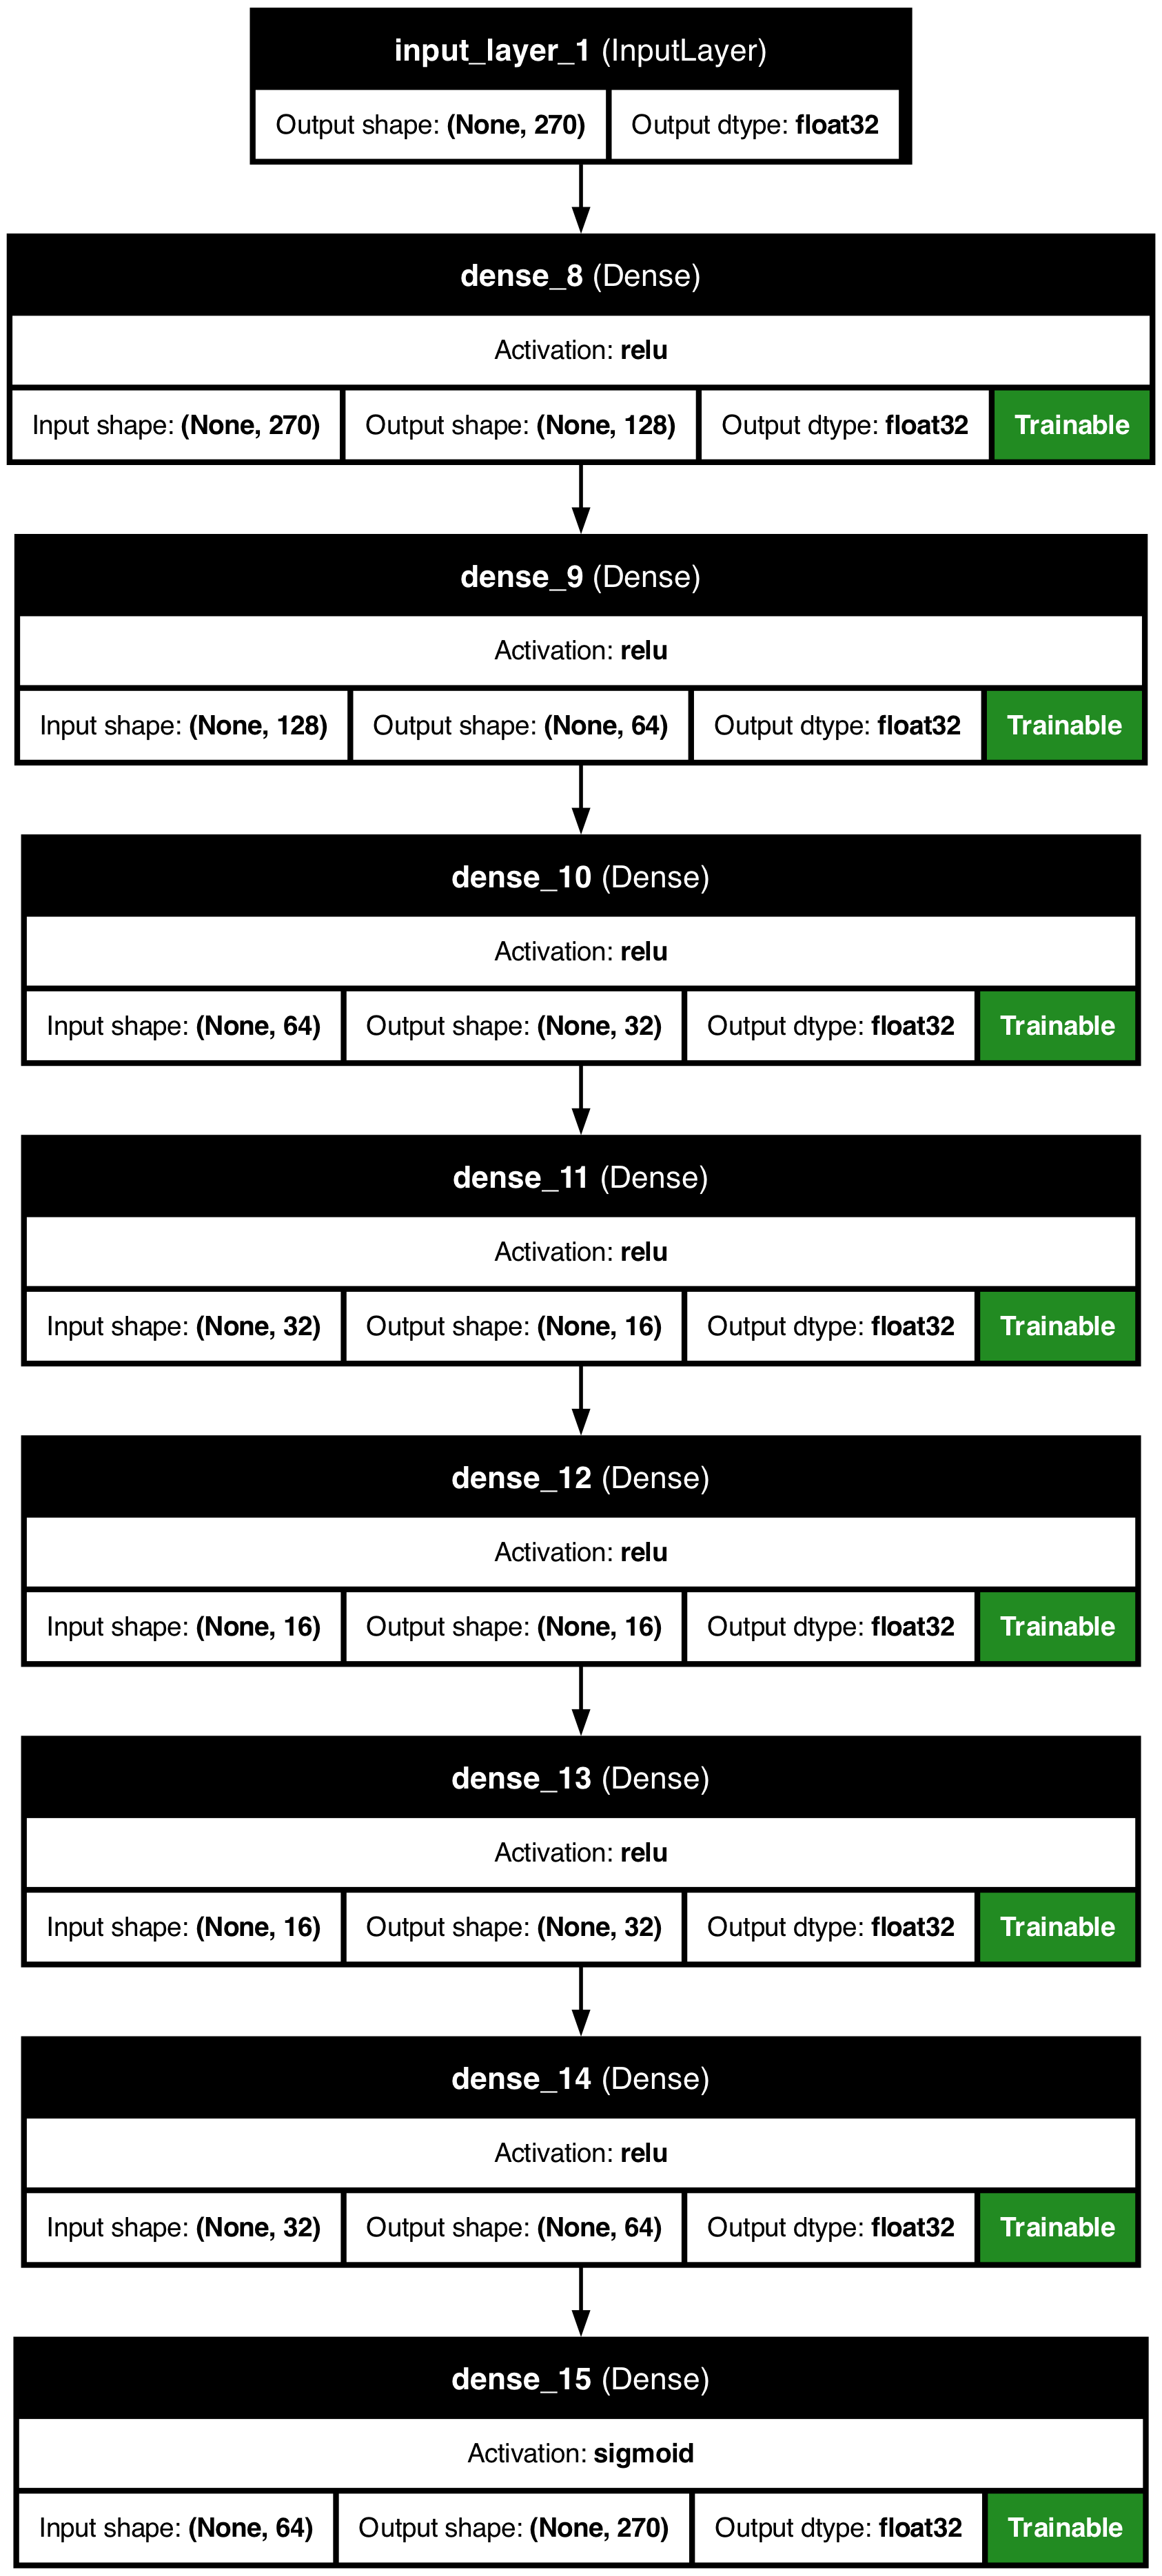 input_layer_1 (InputLayer)
Output shape: (None, 270) Output dtype: float32
dense_8 (Dense)
Activation: relu
Input shape: (None, 270) Output shape: (None, 128) Output dtype: float32 Trainable
dense_9 (Dense)
Activation: relu
Input shape: (None, 128) Output shape: (None, 64) Output dtype: float32 Trainable
dense_10 (Dense)
Activation: relu
Input shape: (None, 64) Output shape: (None, 32) Output dtype: float32 Trainable
dense_11 (Dense)
Activation: relu
Input shape: (None, 32) Output shape: (None, 16) Output dtype: float32 Trainable
dense_12 (Dense)
Activation: relu
Input shape: (None, 16) Output shape: (None, 16) Output dtype: float32 Trainable
dense_13 (Dense)
Activation: relu
Input shape: (None, 16) Output shape: (None, 32) Output dtype: float32 Trainable
dense_14 (Dense)
Activation: relu
Input shape: (None, 32) Output shape: (None, 64) Output dtype: float32 Trainable
dense_15 (Dense)
Activation: sigmoid
Input shape: (None, 64) Output shape: (None, 270) Output dtype: float32 Trainable